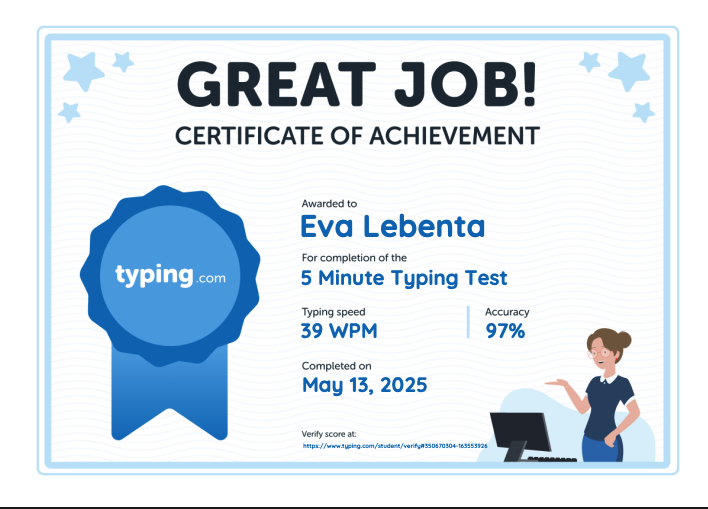 GREAT JOB!
CERTIFICATE OF ACHIEVEMENT
typing.com
Awarded to
Eva Lebenta
For completion of the
5 Minute Typing Test
Typing speed
39 WPM
Accuracy
97%
Completed on
May 13, 2025
Verify score at:
https://www.typing.com/student/verify#350670304-163553926